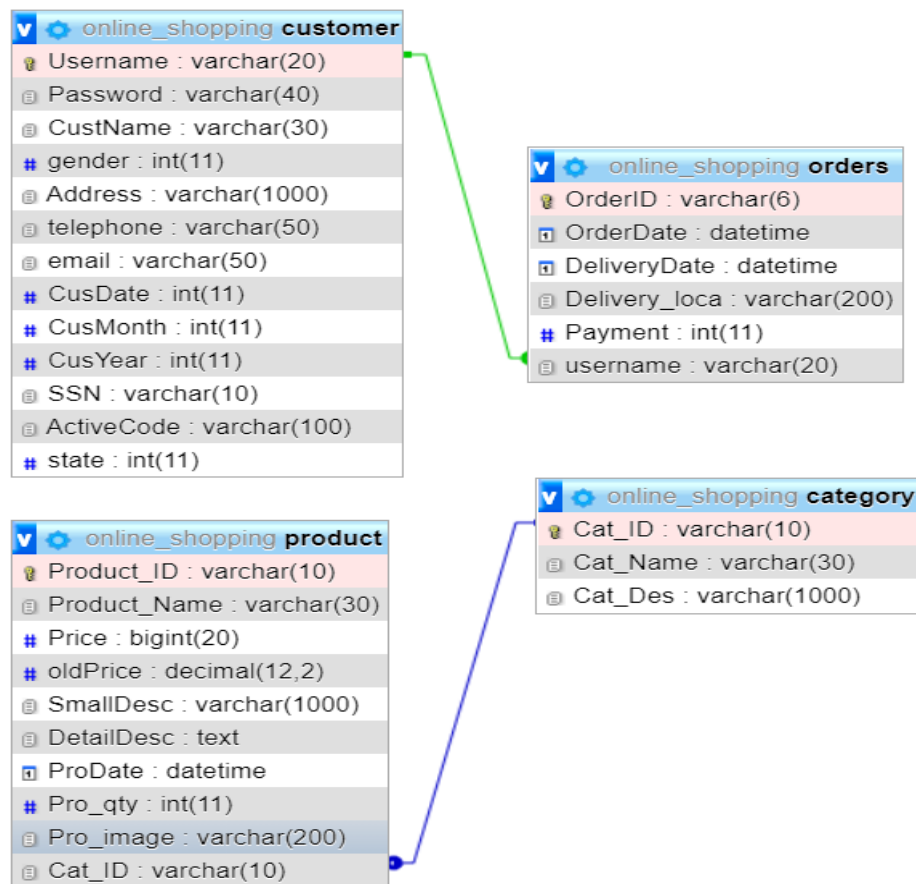 online_shopping customer
Username : varchar(20)
Password : varchar(40)
CustName : varchar(30)
gender : int(11)
Address : varchar(1000)
telephone : varchar(50)
email : varchar(50)
CusDate : int(11)
CusMonth : int(11)
CusYear : int(11)
SSN : varchar(10)
ActiveCode : varchar(100)
state : int(11)
online_shopping orders
OrderID : varchar(6)
OrderDate : datetime
DeliveryDate : datetime
Delivery_loca : varchar(200)
Payment : int(11)
username : varchar(20)
online_shopping product
Product_ID : varchar(10)
Product_Name : varchar(30)
Price : bigint(20)
oldPrice : decimal(12,2)
SmallDesc : varchar(1000)
DetailDesc : text
ProDate : datetime
Pro_qty : int(11)
Pro_image : varchar(200)
Cat_ID : varchar(10)
online_shopping category
Cat_ID : varchar(10)
Cat_Name : varchar(30)
Cat_Des : varchar(1000)